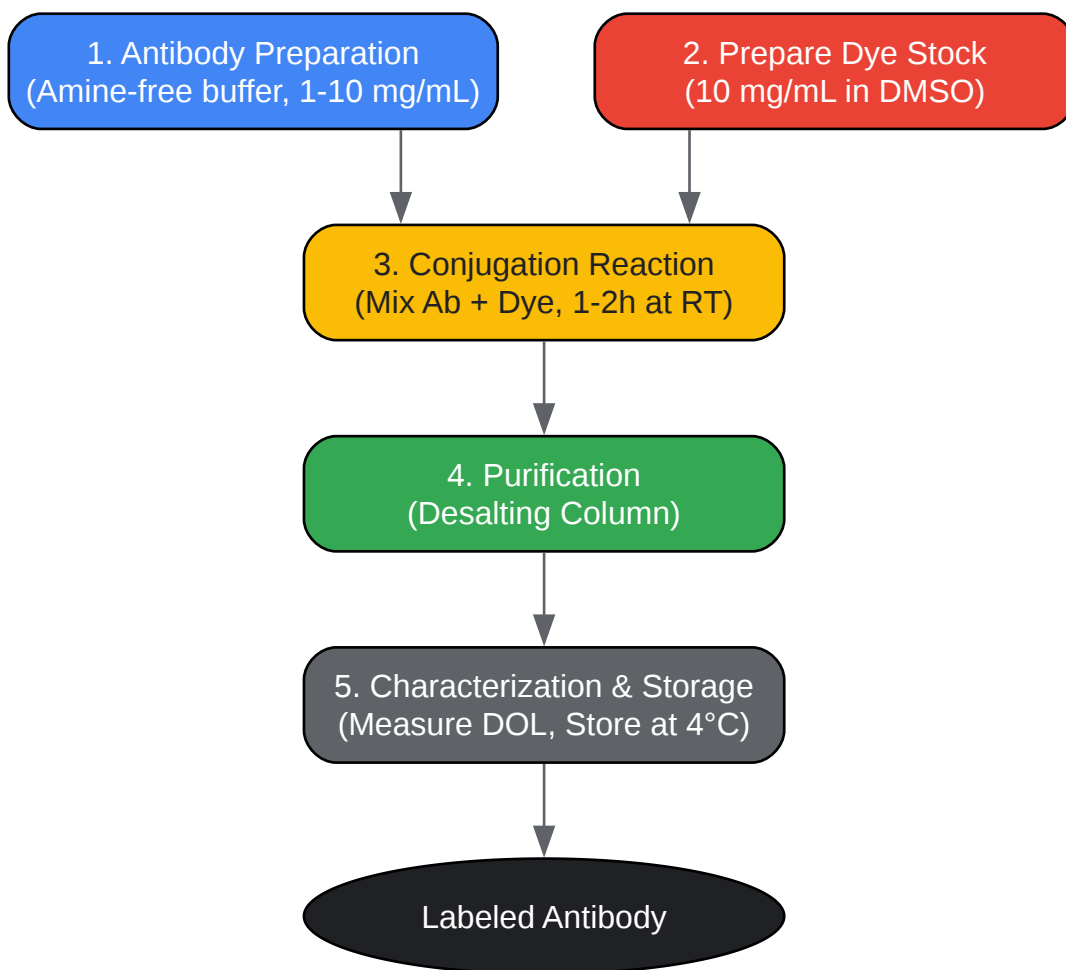 1. Antibody Preparation
(Amine-free buffer, 1-10 mg/mL)
2. Prepare Dye Stock
(10 mg/mL in DMSO)
3. Conjugation Reaction
(Mix Ab + Dye, 1-2h at RT)
4. Purification
(Desalting Column)
5. Characterization & Storage
(Measure DOL, Store at 4°C)
Labeled Antibody